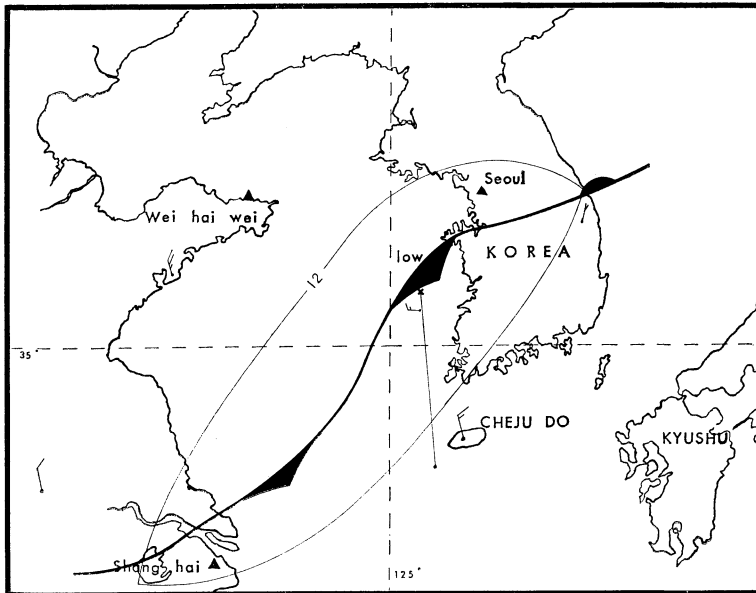 Seoul
Wei hai wei
low
KOREA
12
35°
CHEJU DO
KYUSHU
Shang hai
125°